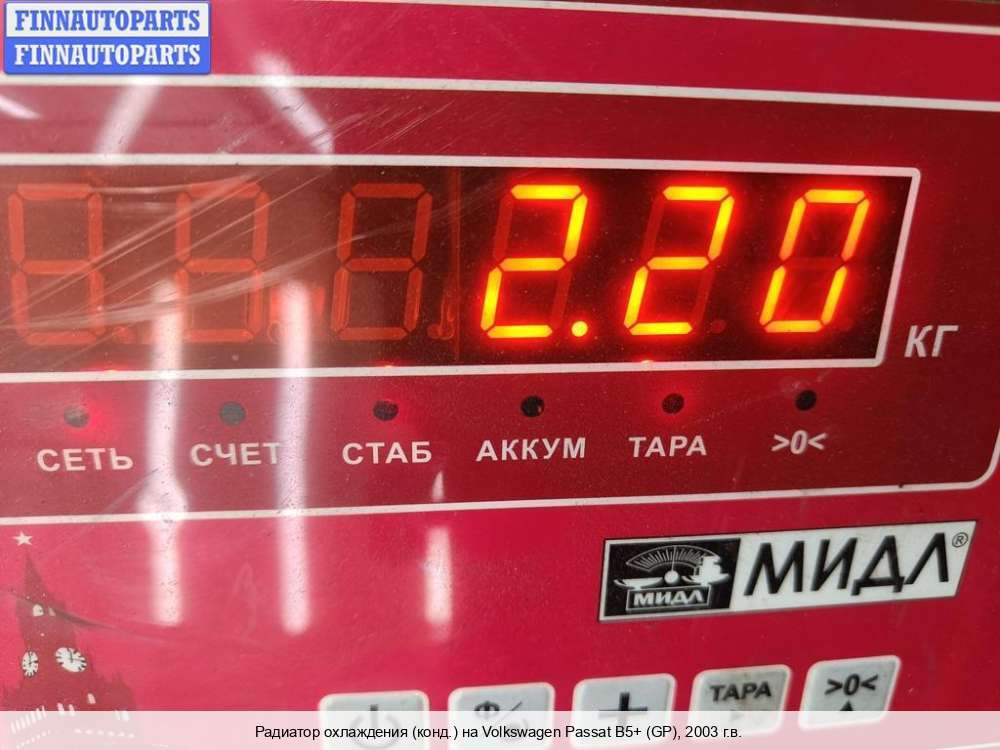 FINNAUTOPARTS
FINNAUTOPARTS
2.20
КГ
СЕТЬ СЧЕТ СТАБ АККУМ ТАРА >0<
МИДЛ МИДЛ®
ТАРА >0<
Радиатор охлаждения (конд.) на Volkswagen Passat B5+ (GP), 2003 г.в.